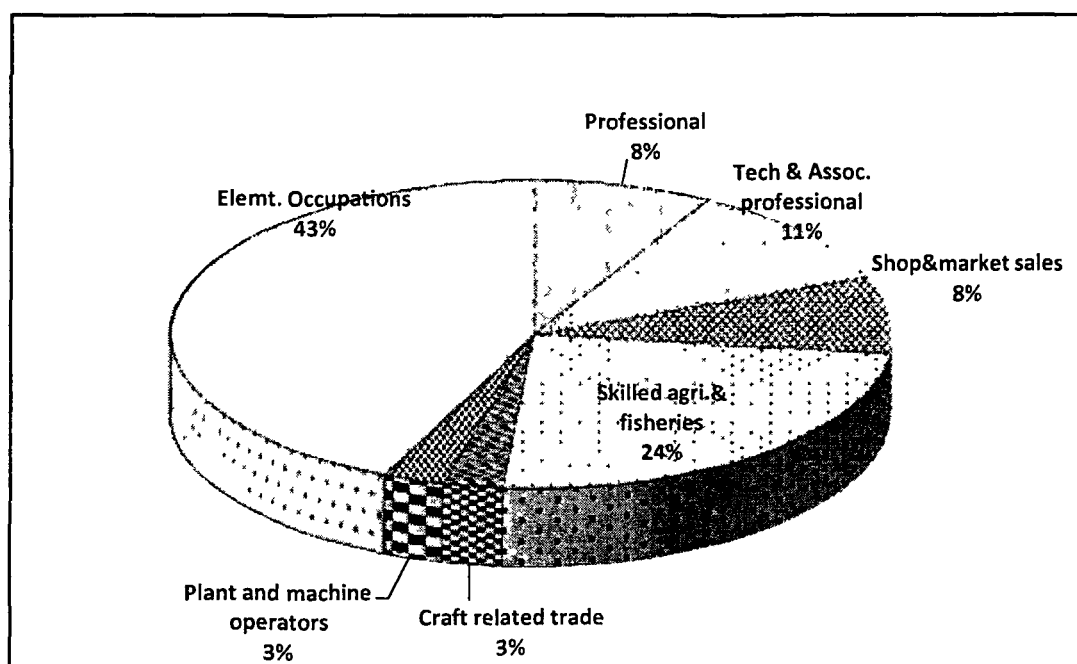 Professional
8%
Tech & Assoc.
professional
11%
Shop&market sales
8%
Skilled agri.&
fisheries
24%
Craft related trade
3%
Plant and machine
operators
3%
Elemt. Occupations
43%